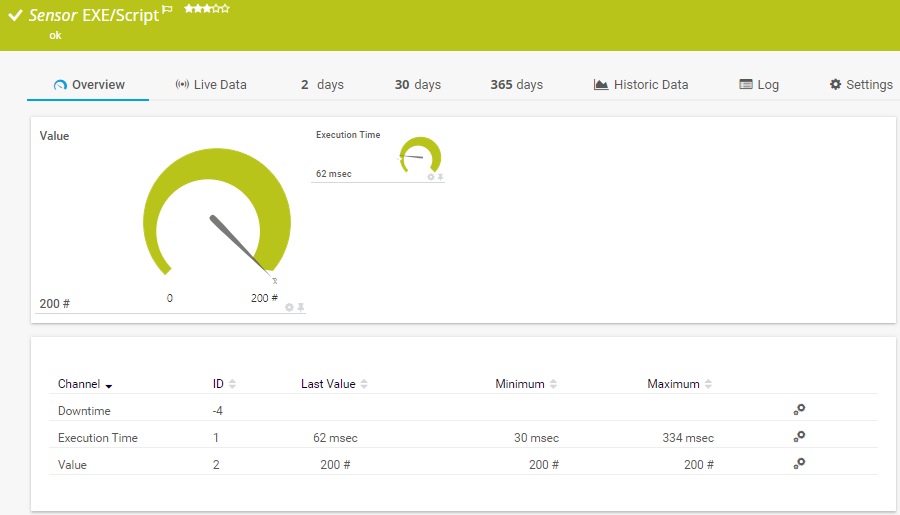 Sensor EXE/Script
ok
Overview Live Data 2 days 30 days 365 days Historic Data Log Settings
Value
Execution Time
62 msec
0 200 #
200 #
Channel ID Last Value Minimum Maximum
Downtime -4
Execution Time 1 62 msec 30 msec 334 msec
Value 2 200 # 200 # 200 #